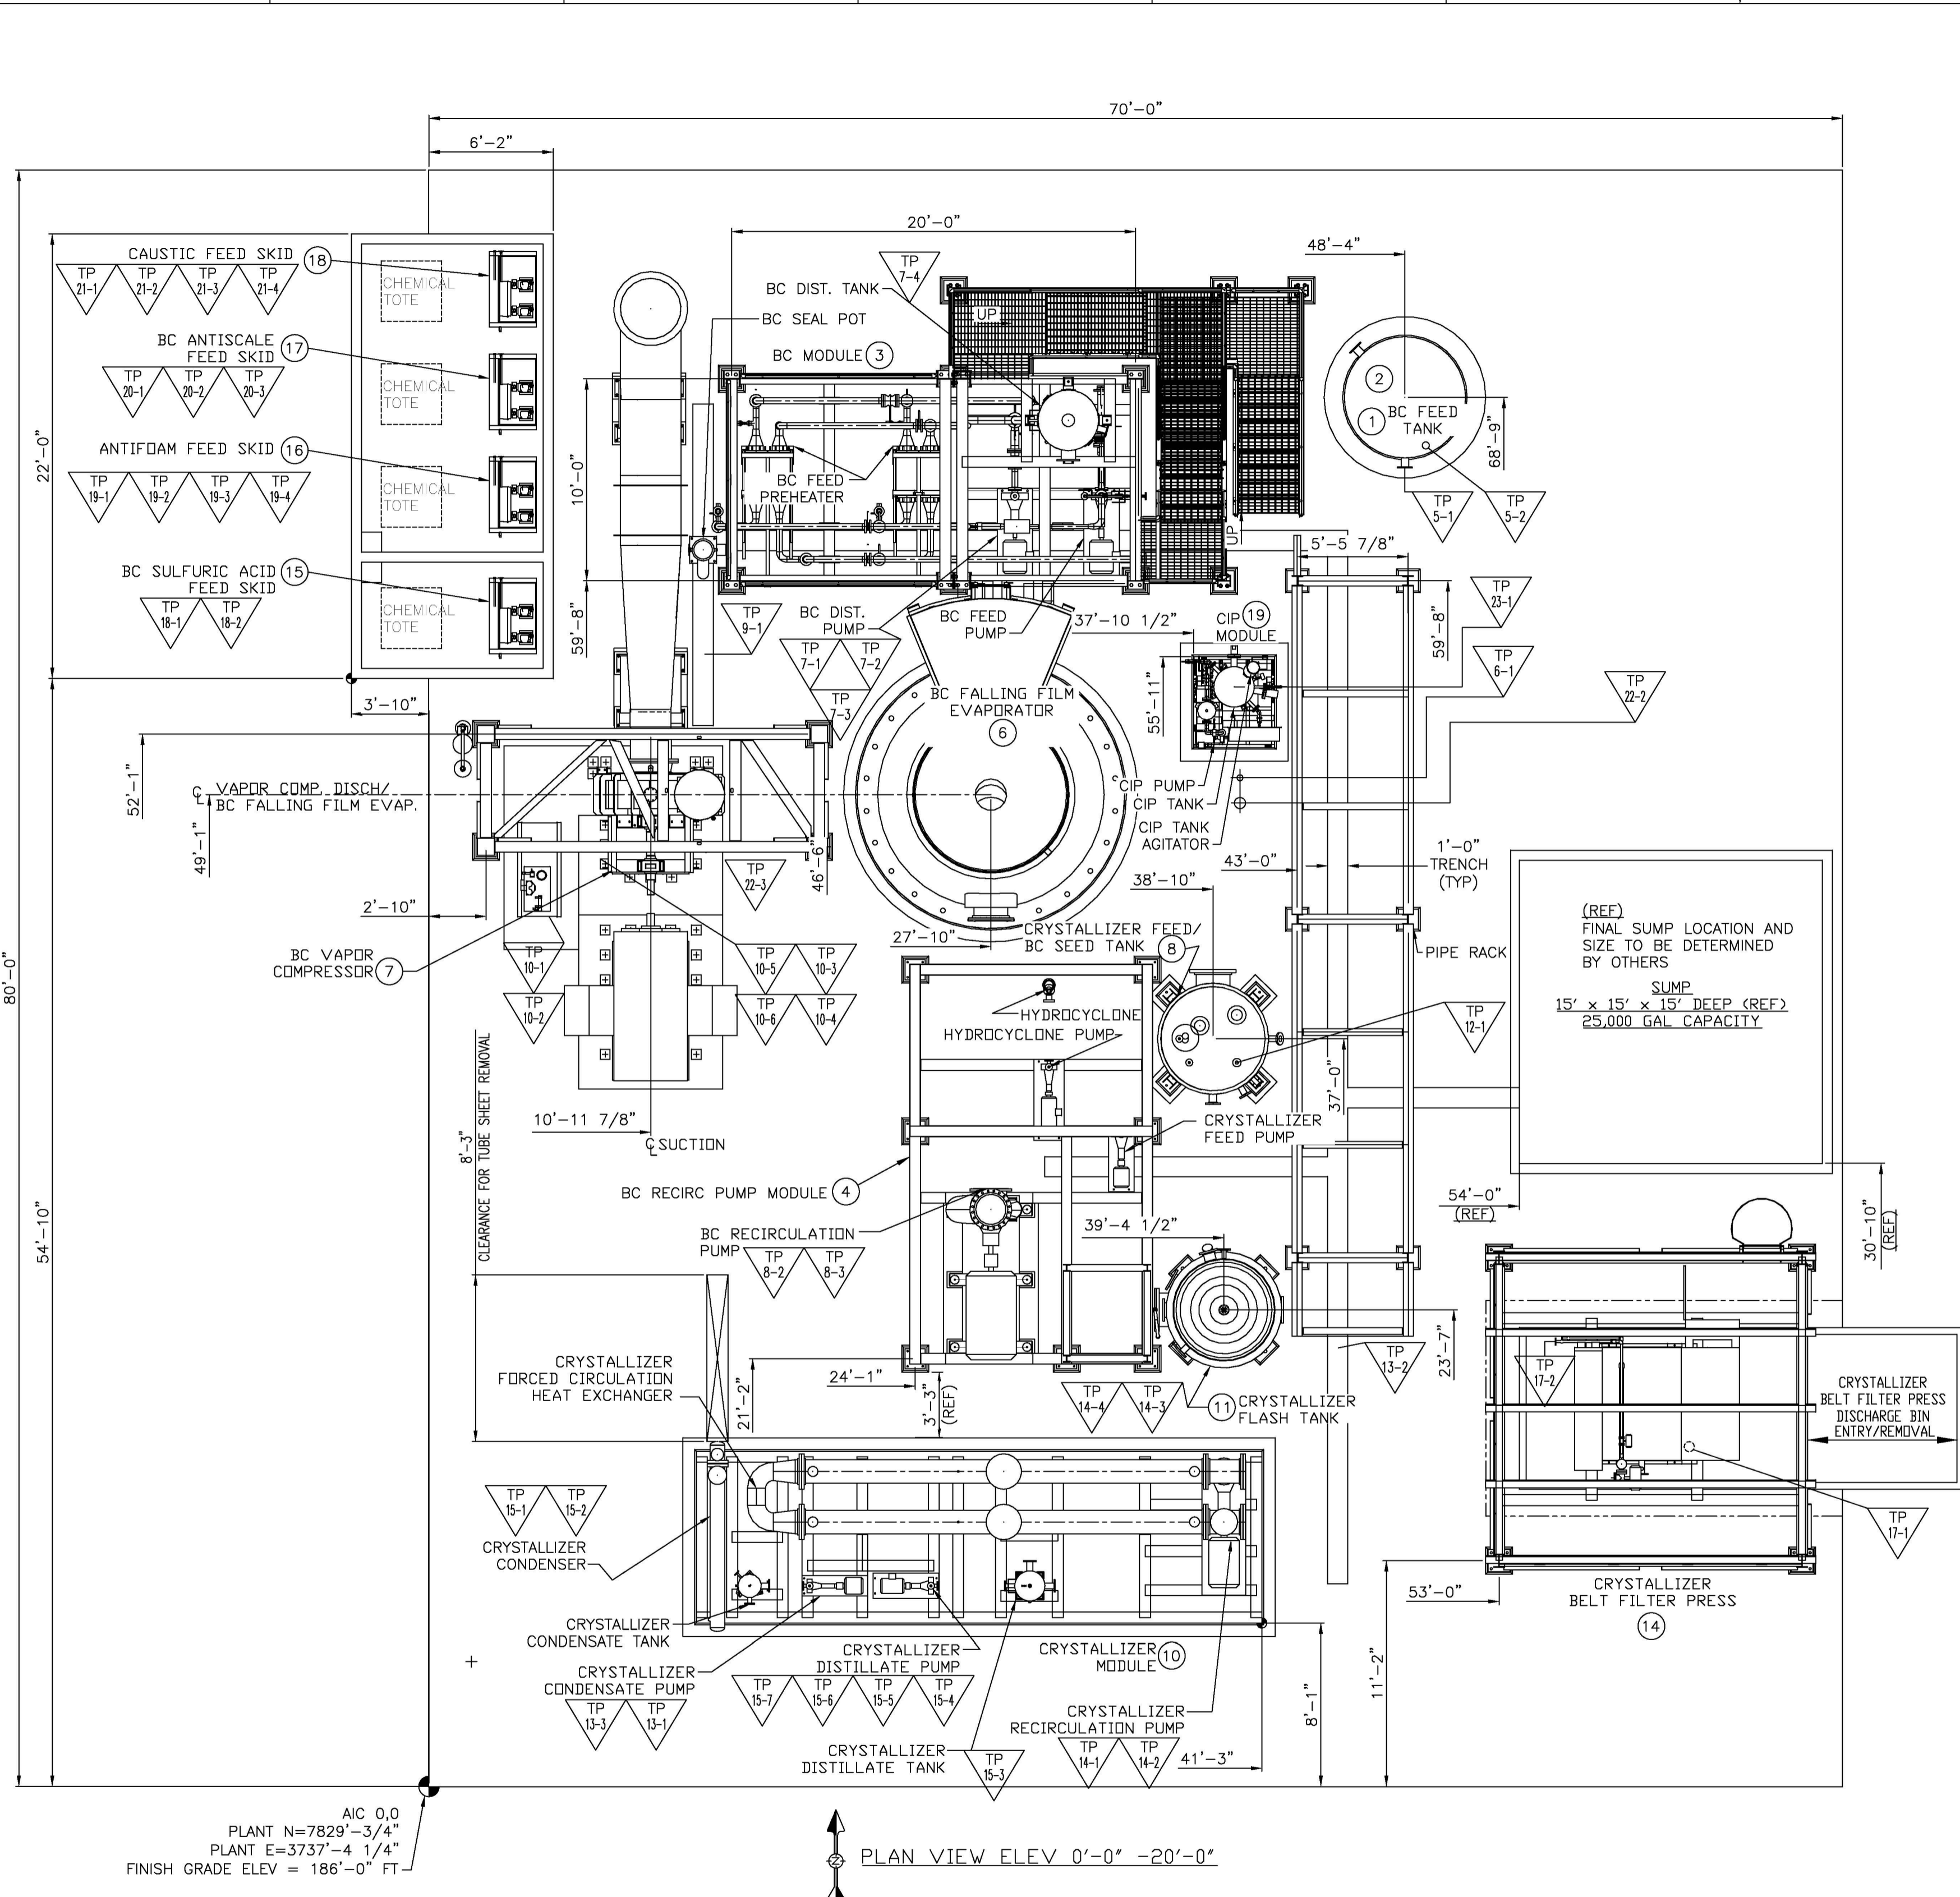 70'-0"
6'-2"
20'-0"
48'-4"
CAUSTIC FEED SKID 18
TP 21-1
TP 21-2
TP 21-3
TP 21-4
CHEMICAL
TOTE
TP 7-4
BC DIST. TANK
BC SEAL POT
BC MODULE 3
UP
BC ANTISCALE
FEED SKID 17
TP 20-1
TP 20-2
TP 20-3
CHEMICAL
TOTE
2
1 BC FEED
TANK
68'-9"
22'-0"
10'-0"
ANTIFOAM FEED SKID 16
TP 19-1
TP 19-2
TP 19-3
TP 19-4
CHEMICAL
TOTE
BC FEED
PREHEATER
TP 5-1
TP 5-2
UP
5'-5 7/8"
BC SULFURIC ACID
FEED SKID 15
TP 18-1
TP 18-2
CHEMICAL
TOTE
59'-8"
TP 9-1
BC DIST.
PUMP
TP 7-1
TP 7-2
TP 7-3
BC FEED
PUMP
37'-10 1/2"
CIP 19
MODULE
59'-8"
TP 23-1
TP 6-1
TP 22-2
55'-11"
3'-10"
BC FALLING FILM
EVAPORATOR
6
52'-1"
VAPOR COMP. DISCH/
BC FALLING FILM EVAP.
49'-1"
CIP PUMP
CIP TANK
CIP TANK
AGITATOR
46'-6"
TP 22-3
43'-0"
1'-0"
TRENCH
(TYP)
38'-10"
2'-10"
27'-10"
CRYSTALLIZER FEED/
BC SEED TANK 8
PIPE RACK
(REF)
FINAL SUMP LOCATION AND
SIZE TO BE DETERMINED
BY OTHERS
SUMP
15' x 15' x 15' DEEP (REF)
25,000 GAL CAPACITY
80'-0"
BC VAPOR
COMPRESSOR 7
TP 10-1
TP 10-2
TP 10-5
TP 10-3
TP 10-6
TP 10-4
HYDROCYCLONE
HYDROCYCLONE PUMP
TP 12-1
37'-0"
10'-11 7/8"
SUCTION
8'-3"
CLEARANCE FOR TUBE SHEET REMOVAL
CRYSTALLIZER
FEED PUMP
BC RECIRC PUMP MODULE 4
54'-10"
54'-0"
(REF)
30'-10"
(REF)
BC RECIRCULATION
PUMP
TP 8-2
TP 8-3
39'-4 1/2"
CRYSTALLIZER
FORCED CIRCULATION
HEAT EXCHANGER
21'-2"
24'-1"
3'-3"
(REF)
TP 14-4
TP 14-3
11 CRYSTALLIZER
FLASH TANK
TP 13-2
23'-7"
TP 17-2
CRYSTALLIZER
BELT FILTER PRESS
DISCHARGE BIN
ENTRY/REMOVAL
TP 15-1
TP 15-2
CRYSTALLIZER
CONDENSER
TP 17-1
53'-0"
CRYSTALLIZER
BELT FILTER PRESS
14
CRYSTALLIZER
CONDENSATE TANK
CRYSTALLIZER
CONDENSATE PUMP
TP 13-3
TP 13-1
CRYSTALLIZER
DISTILLATE PUMP
TP 15-7
TP 15-6
TP 15-5
TP 15-4
CRYSTALLIZER
MODULE 10
CRYSTALLIZER
RECIRCULATION PUMP
TP 14-1
TP 14-2
41'-3"
8'-1"
11'-2"
CRYSTALLIZER
DISTILLATE TANK
TP 15-3
AIC 0,0
PLANT N=7829'-3/4"
PLANT E=3737'-4 1/4"
FINISH GRADE ELEV = 186'-0" FT
N
PLAN VIEW ELEV 0'-0" -20'-0"